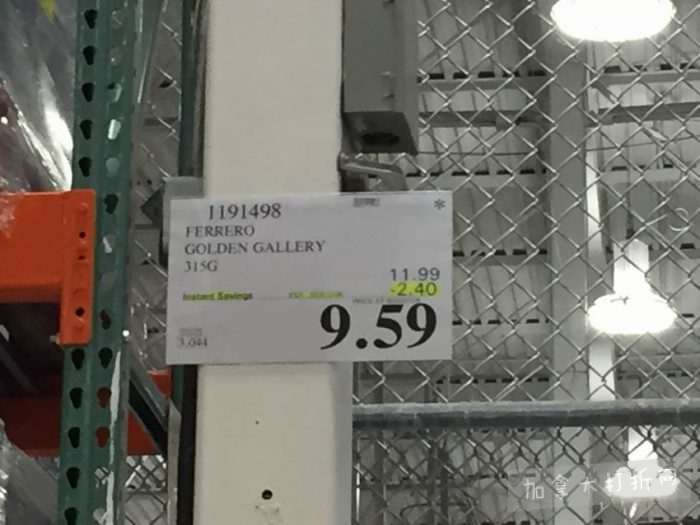 1191498
*
FERRERO
GOLDEN GALLERY
315G
11.99
-2.40
Instant Savings
9.59
3.044
加拿大打折网